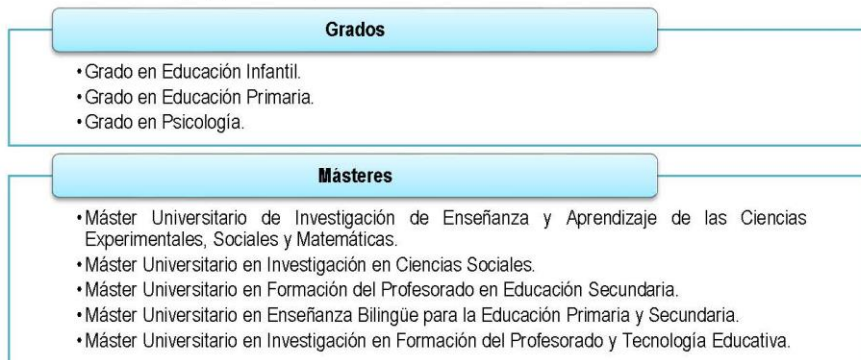 Grados
•Grado en Educación Infantil.
•Grado en Educación Primaria.
•Grado en Psicología.
Másteres
•Máster Universitario de Investigación de Enseñanza y Aprendizaje de las Ciencias
Experimentales, Sociales y Matemáticas.
•Máster Universitario en Investigación en Ciencias Sociales.
•Máster Universitario en Formación del Profesorado en Educación Secundaria.
•Máster Universitario en Enseñanza Bilingüe para la Educación Primaria y Secundaria.
•Máster Universitario en Investigación en Formación del Profesorado y Tecnología Educativa.